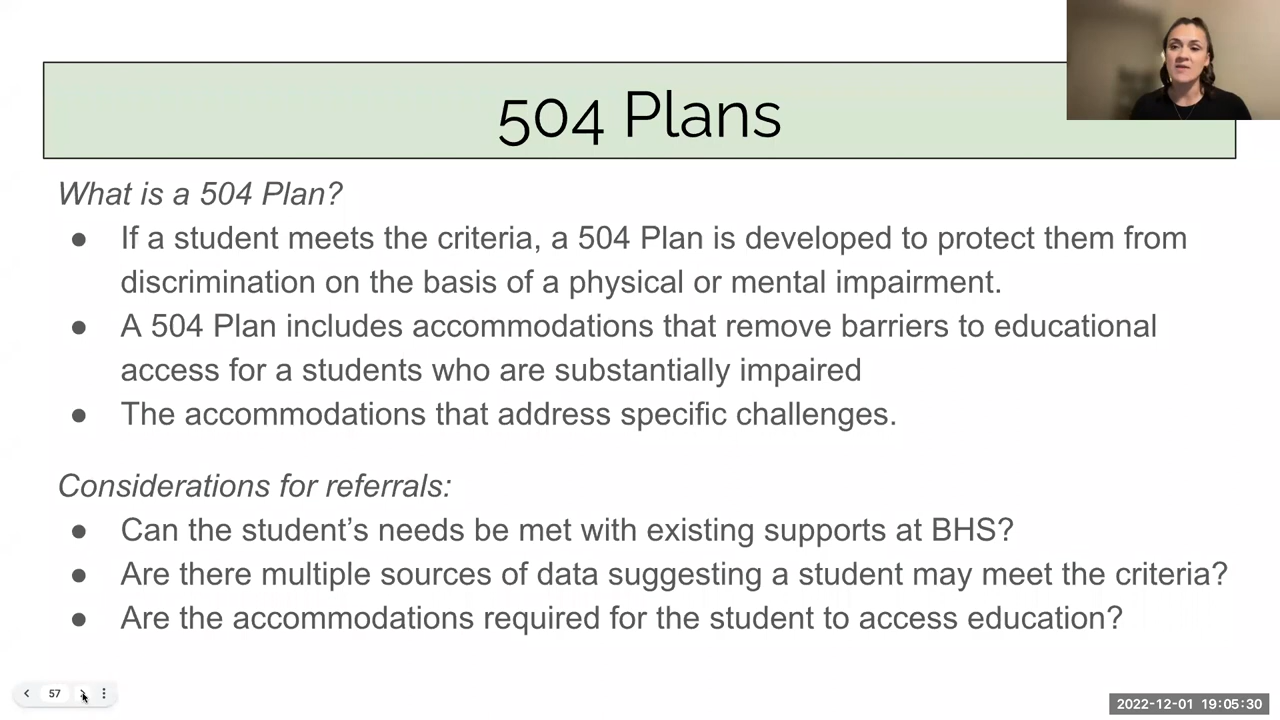 504 Plans
What is a 504 Plan?
● If a student meets the criteria, a 504 Plan is developed to protect them from
discrimination on the basis of a physical or mental impairment.
● A 504 Plan includes accommodations that remove barriers to educational
access for a students who are substantially impaired
● The accommodations that address specific challenges.
Considerations for referrals:
● Can the student’s needs be met with existing supports at BHS?
● Are there multiple sources of data suggesting a student may meet the criteria?
● Are the accommodations required for the student to access education?
57
2022-12-01 19:05:30